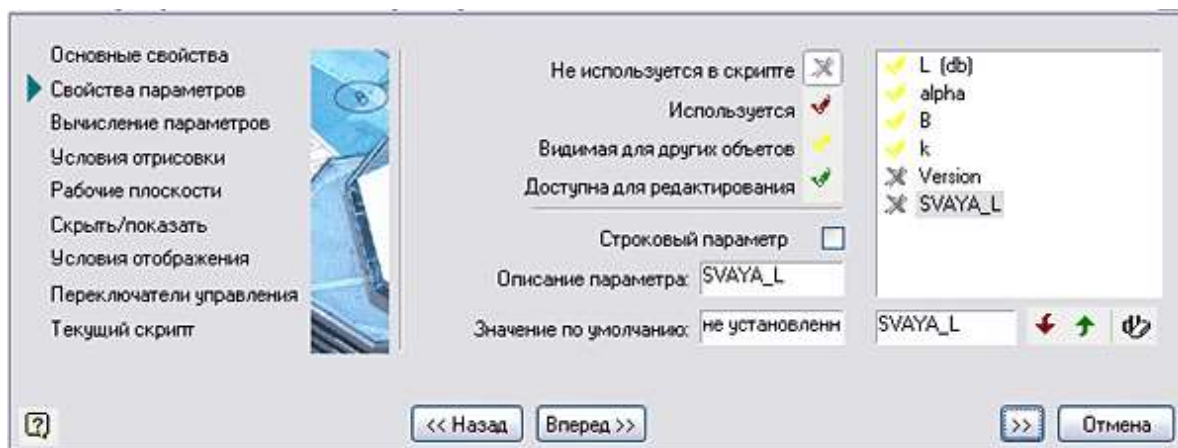 Основные свойства
Свойства параметров
Вычисление параметров
Условия отрисовки
Рабочие плоскости
Скрыть/показать
Условия отображения
Переключатели управления
Текущий скрипт
B
Не используется в скрипте
Используется
Видимая для других объетов
Доступна для редактирования
Строковый параметр
Описание параметра: SVAYA_L
Значение по умолчанию: не установленн
L (db)
alpha
B
k
Version
SVAYA_L
SVAYA_L
<< Назад
Вперед >>
>>
Отмена